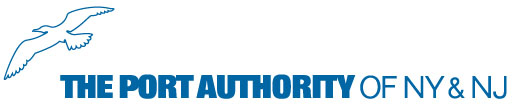 THE PORT AUTHORITY OF NY & NJ